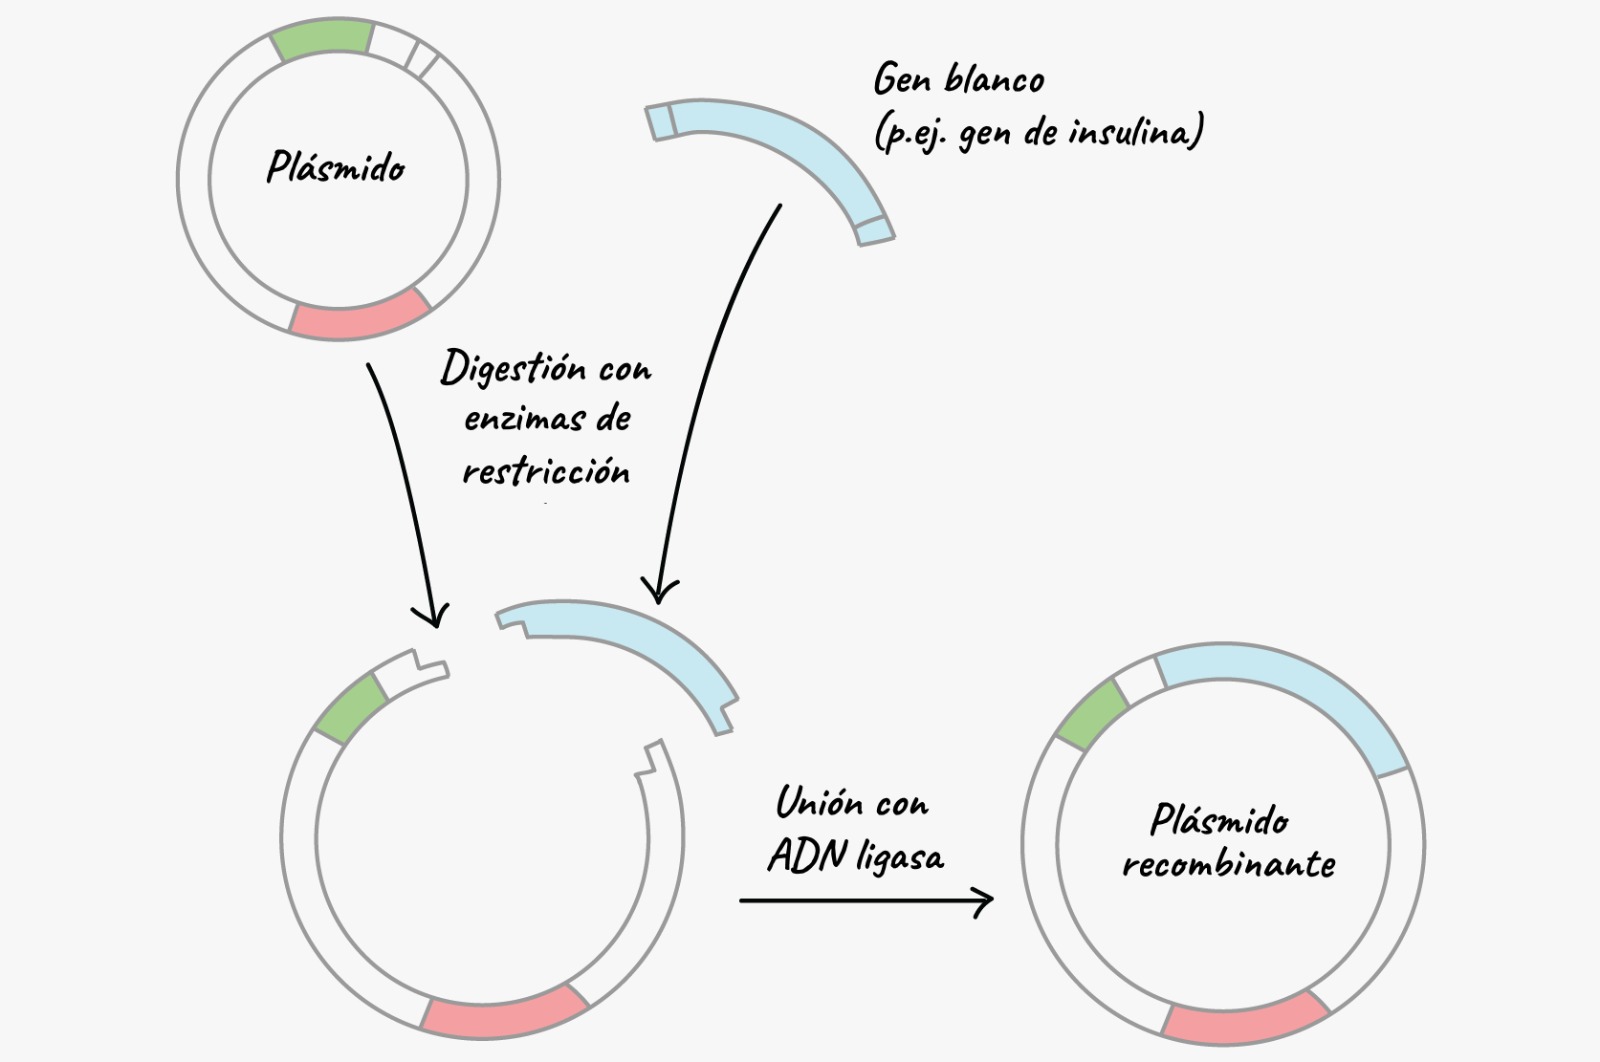 Plásmido
Gen blanco
(p.ej. gen de insulina)
Digestión con
enzimas de
restricción
Unión con
ADN ligasa
Plásmido
recombinante